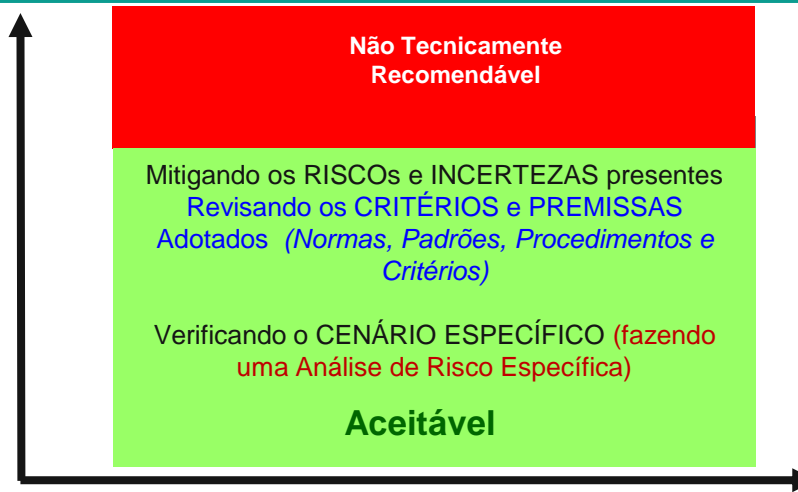 Não Tecnicamente
Recomendável
Mitigando os RISCOs e INCERTEZAS presentes
Revisando os CRITÉRIOS e PREMISSAS
Adotados (Normas, Padrões, Procedimentos e
Critérios)
Verificando o CENÁRIO ESPECÍFICO (fazendo
uma Análise de Risco Específica)
Aceitável